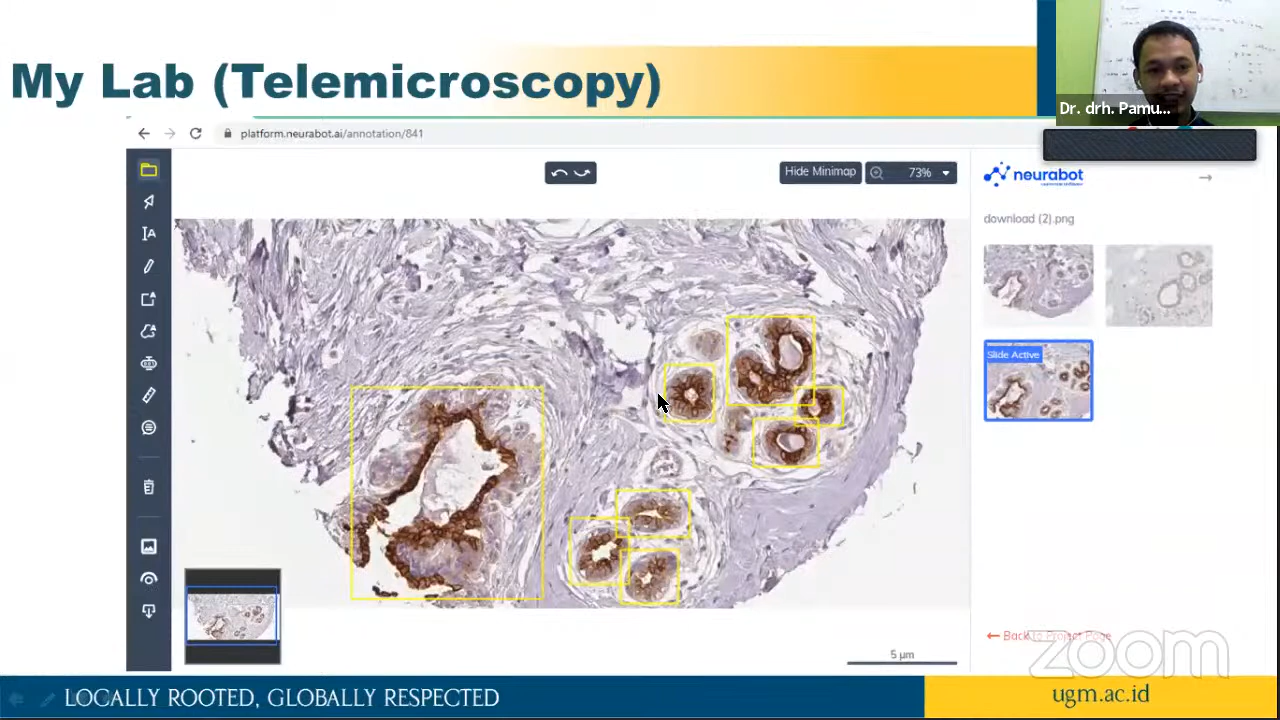 My Lab (Telemicroscopy)
Dr. drh. Pamu...
platform.neurabot.ai/annotation/841
Hide Minimap
73%
neurabot
download (2).png
Slide Active
5 µm
Back to Project Page
zoom
LOCALLY ROOTED, GLOBALLY RESPECTED
ugm.ac.id